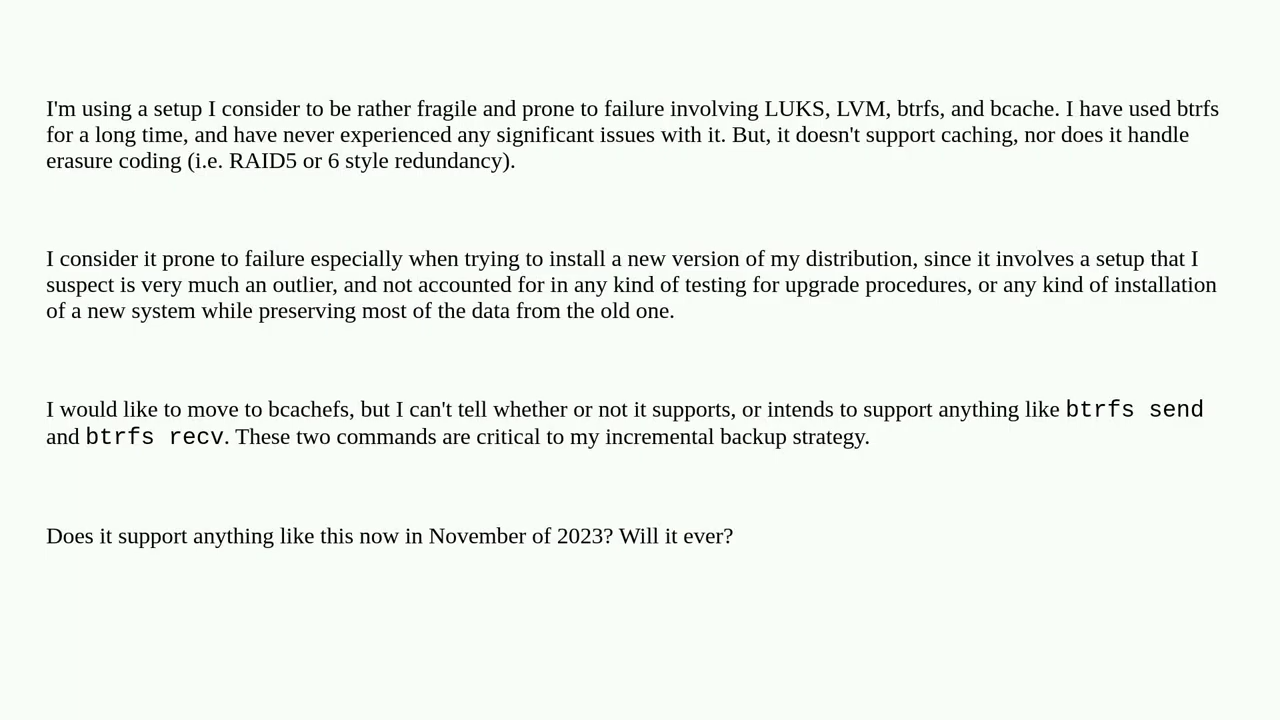 I'm using a setup I consider to be rather fragile and prone to failure involving LUKS, LVM, btrfs, and bcache. I have used btrfs
for a long time, and have never experienced any significant issues with it. But, it doesn't support caching, nor does it handle
erasure coding (i.e. RAID5 or 6 style redundancy).
I consider it prone to failure especially when trying to install a new version of my distribution, since it involves a setup that I
suspect is very much an outlier, and not accounted for in any kind of testing for upgrade procedures, or any kind of installation
of a new system while preserving most of the data from the old one.
I would like to move to bcachefs, but I can't tell whether or not it supports, or intends to support anything like btrfs send
and btrfs recv. These two commands are critical to my incremental backup strategy.
Does it support anything like this now in November of 2023? Will it ever?